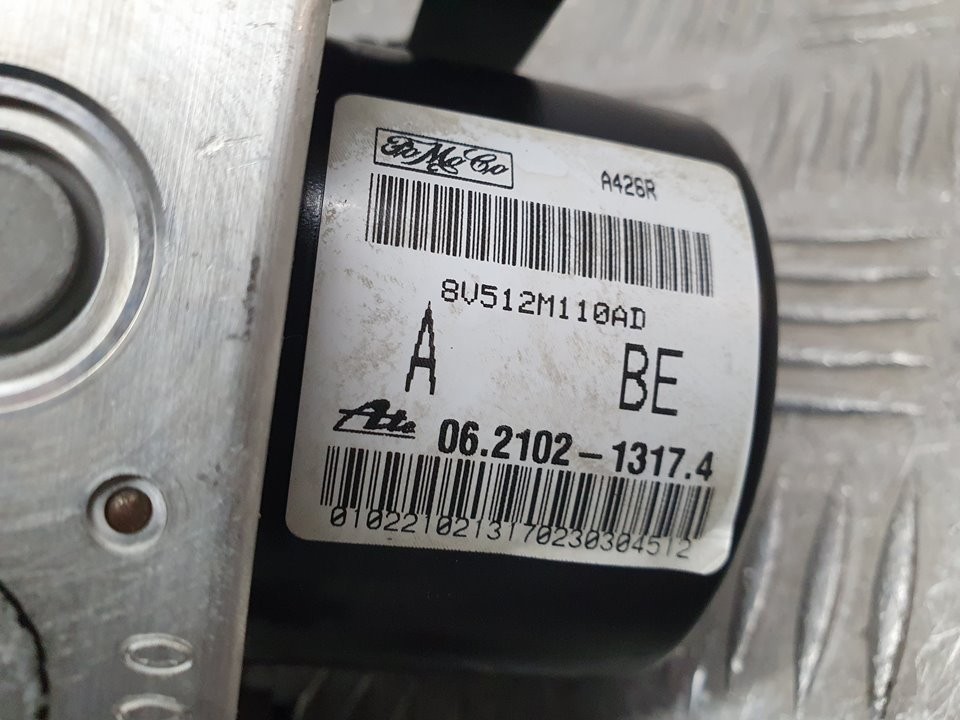 FoMoCo
A426R
8V512M110AD
A BE
Ate 06.2102-1317.4
0102210213170230304512